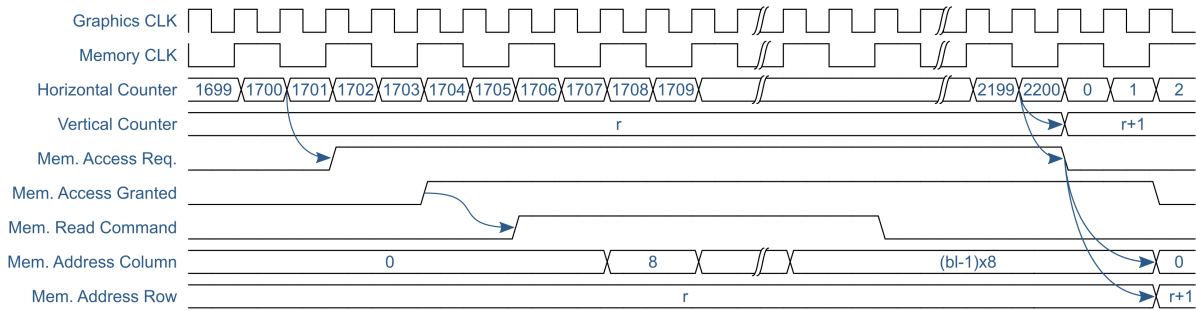 Graphics CLK
Memory CLK
Horizontal Counter 1699 1700 1701 1702 1703 1704 1705 1706 1707 1708 1709 2199 2200 0 1 2
Vertical Counter r r+1
Mem. Access Req.
Mem. Access Granted
Mem. Read Command
Mem. Address Column 0 8 (bl-1)x8 0
Mem. Address Row r r+1